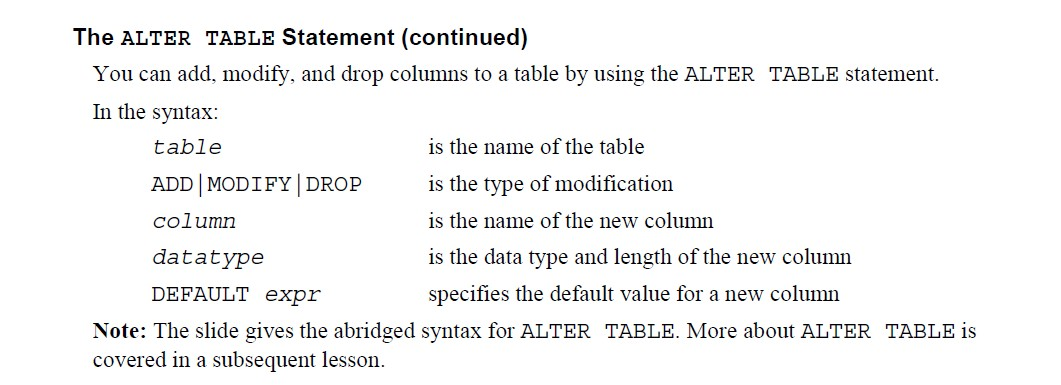 The ALTER TABLE Statement (continued)
You can add, modify, and drop columns to a table by using the ALTER TABLE statement.
In the syntax:
table is the name of the table
ADD|MODIFY|DROP is the type of modification
column is the name of the new column
datatype is the data type and length of the new column
DEFAULT expr specifies the default value for a new column
Note: The slide gives the abridged syntax for ALTER TABLE. More about ALTER TABLE is
covered in a subsequent lesson.